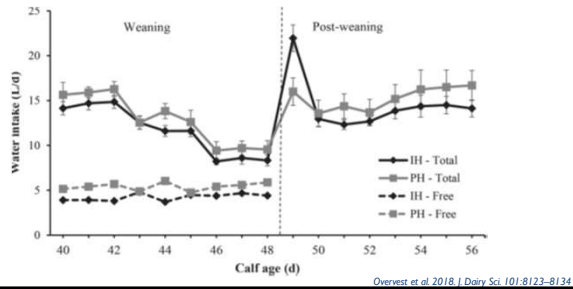 25
Weaning
Post-weaning
20
15
10
5
0
Water intake (L/d)
IH - Total
PH - Total
IH - Free
PH - Free
40 42 44 46 48 50 52 54 56
Calf age (d)
Overvest et al. 2018. J. Dairy Sci. 101:8123–8134